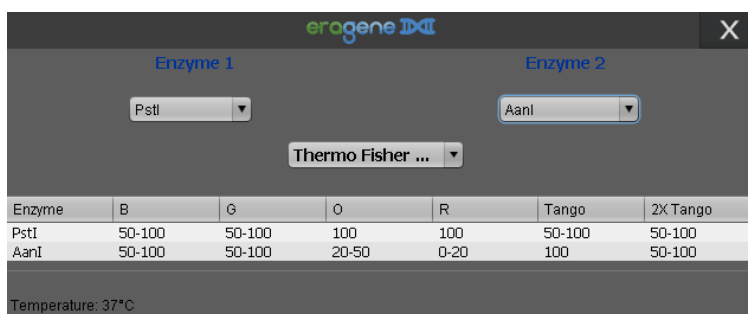 eragene
X
Enzyme 1 Enzyme 2
PstI AanI
Thermo Fisher ...
Enzyme B G O R Tango 2X Tango
PstI 50-100 50-100 100 100 50-100 50-100
AanI 50-100 50-100 20-50 0-20 100 50-100
Temperature: 37°C